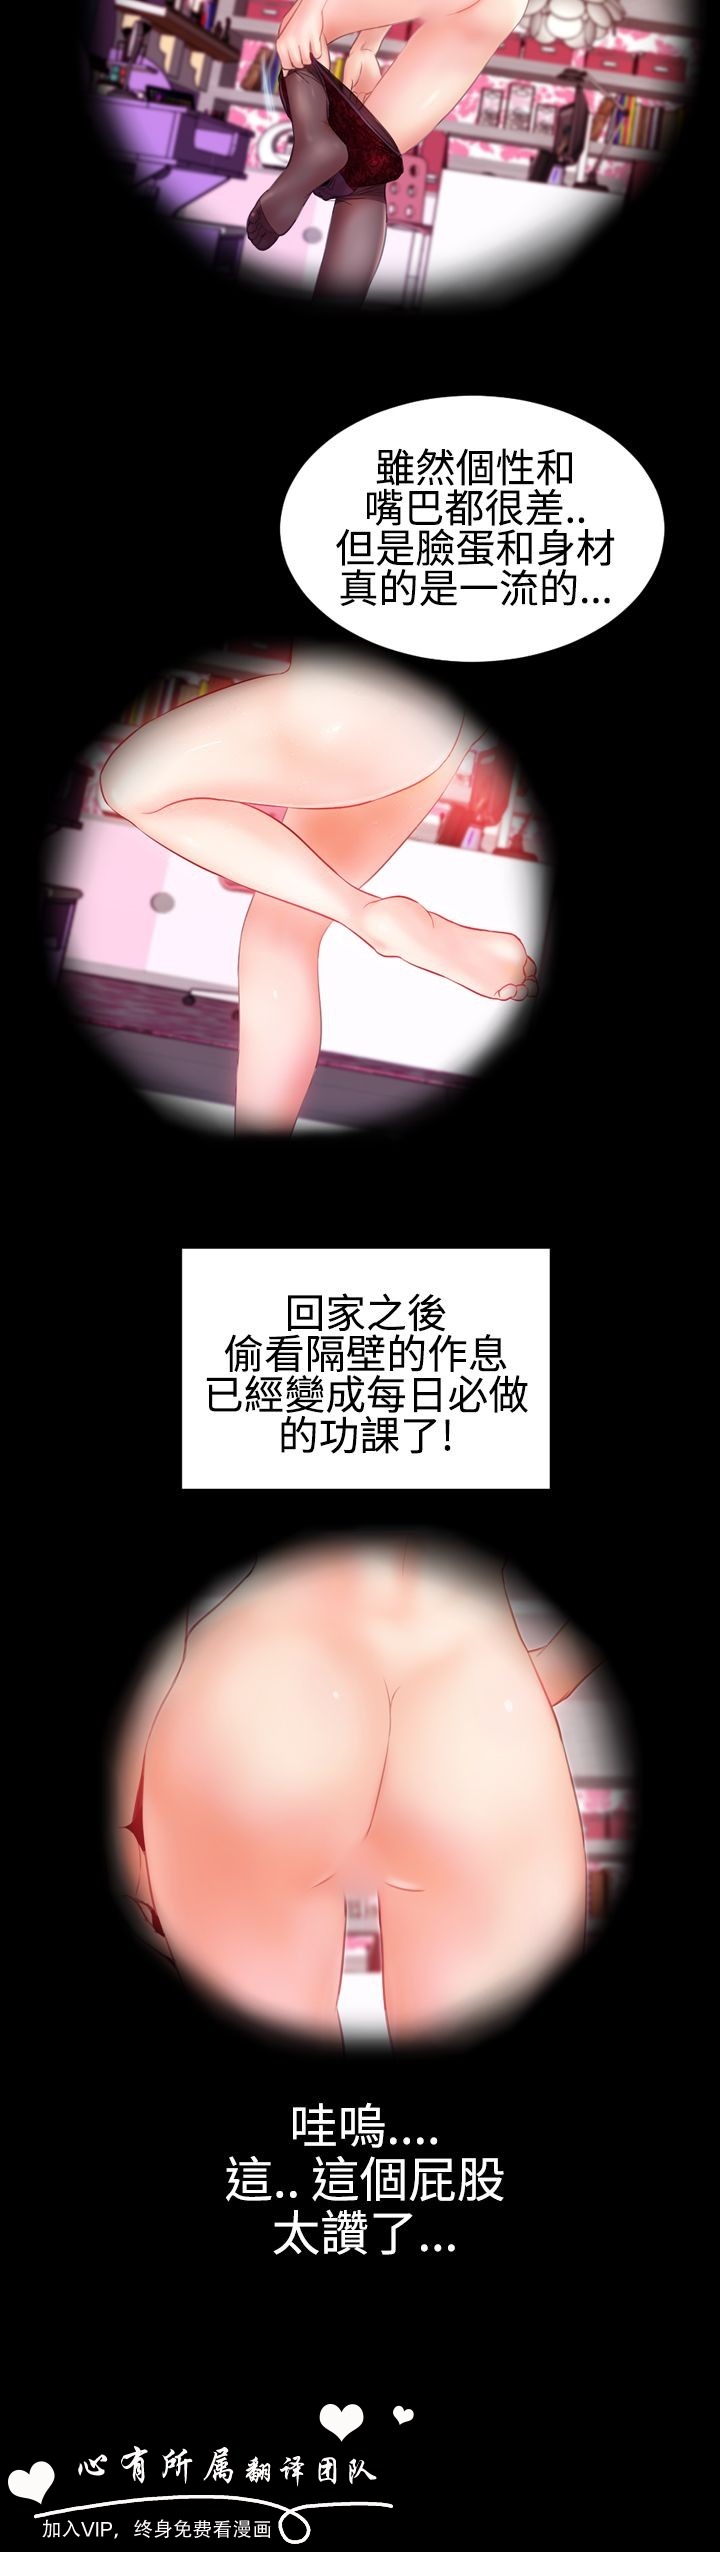 雖然個性和
嘴巴都很差..
但是臉蛋和身材
真的是一流的...
回家之後
偷看隔壁的作息
已經變成每日必做
的功課了!
哇嗚....
這.. 這個屁股
太讚了...
心有所属翻译团队
加入VIP，终身免费看漫画